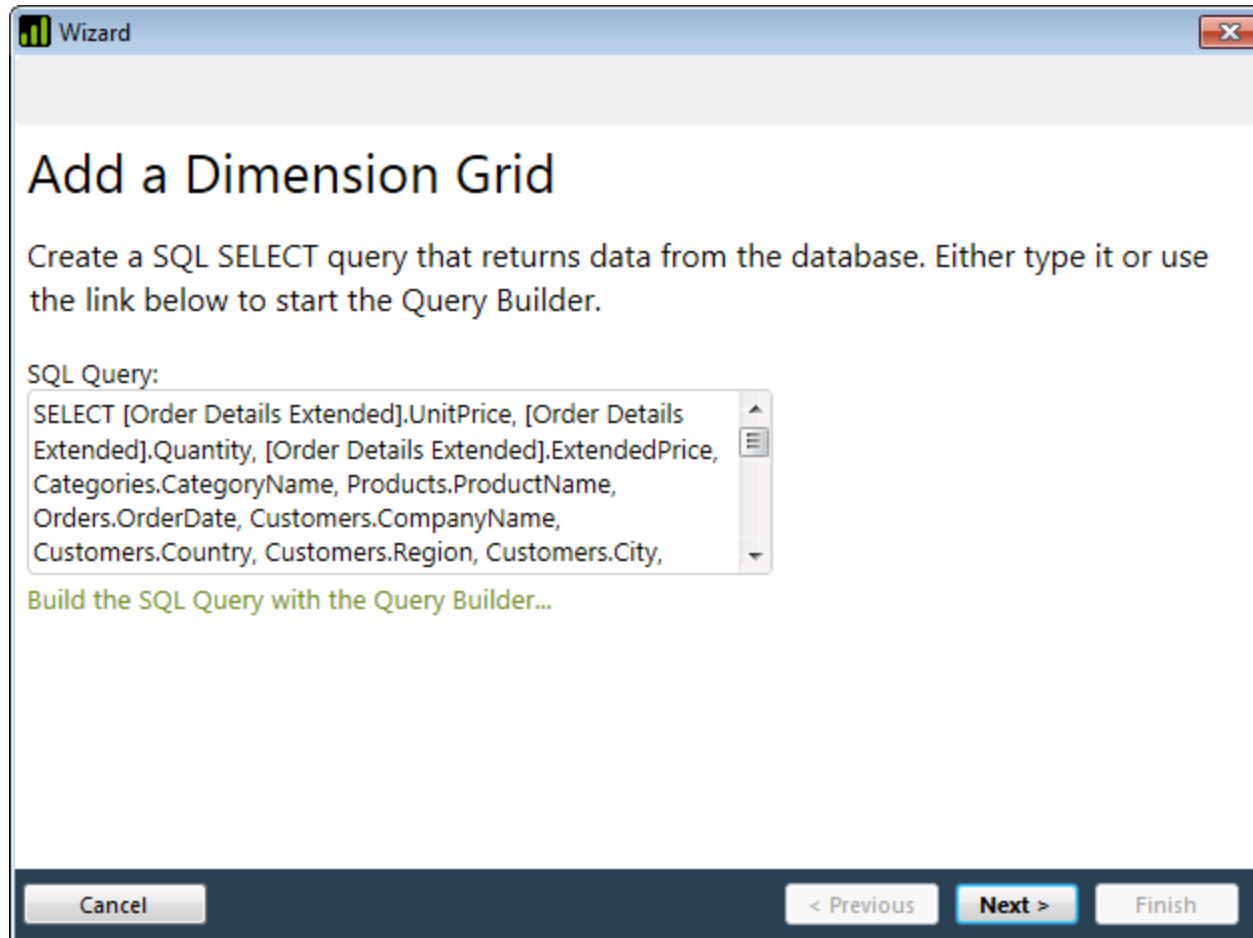 Wizard
Add a Dimension Grid
Create a SQL SELECT query that returns data from the database. Either type it or use
the link below to start the Query Builder.
SQL Query:
SELECT [Order Details Extended].UnitPrice, [Order Details
Extended].Quantity, [Order Details Extended].ExtendedPrice,
Categories.CategoryName, Products.ProductName,
Orders.OrderDate, Customers.CompanyName,
Customers.Country, Customers.Region, Customers.City,
Build the SQL Query with the Query Builder...
Cancel
< Previous
Next >
Finish